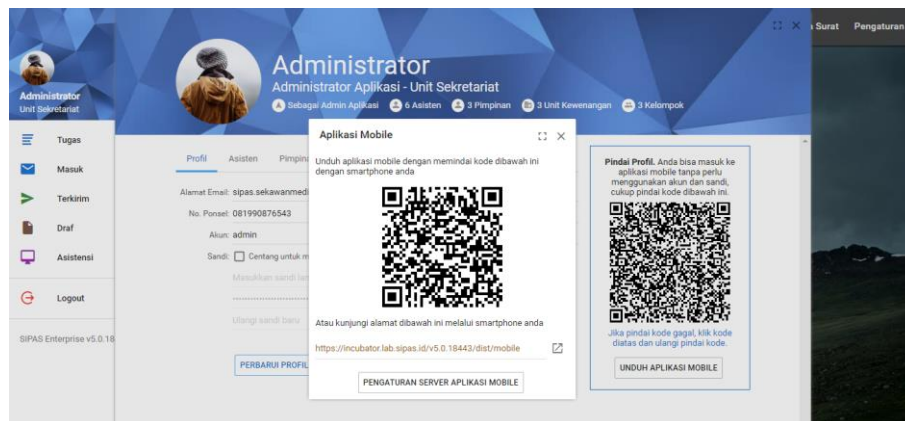 Administrator
Unit Sekretariat
Tugas
Masuk
Terkirim
Draf
Asistensi
Logout
SIPAS Enterprise v5.0.18
Administrator
Administrator Aplikasi - Unit Sekretariat
Sebagai Admin Aplikasi 6 Asisten 3 Pimpinan 3 Unit Kewenangan 3 Kelompok
Surat Pengaturan
Profil Asisten Pimpin
Alamat Email: sipas.sekawanmedi
No. Ponsel: 081990876543
Akun: admin
Sandi: Centang untuk m
Masukkan sandi
Ulangi sandi baru
PERBARUI PROFIL
Aplikasi Mobile
Unduh aplikasi mobile dengan memindai kode dibawah ini
dengan smartphone anda
Atau kunjungi alamat dibawah ini melalui smartphone anda
https://incubator.lab.sipas.id/v5.0.18443/dist/mobile
PENGATURAN SERVER APLIKASI MOBILE
Pindai Profil. Anda bisa masuk ke
aplikasi mobile tanpa perlu
menggunakan akun dan sandi,
cukup pindai kode dibawah ini.
Jika pindai kode gagal, klik kode
diatas dan ulangi pindai kode.
UNDUH APLIKASI MOBILE